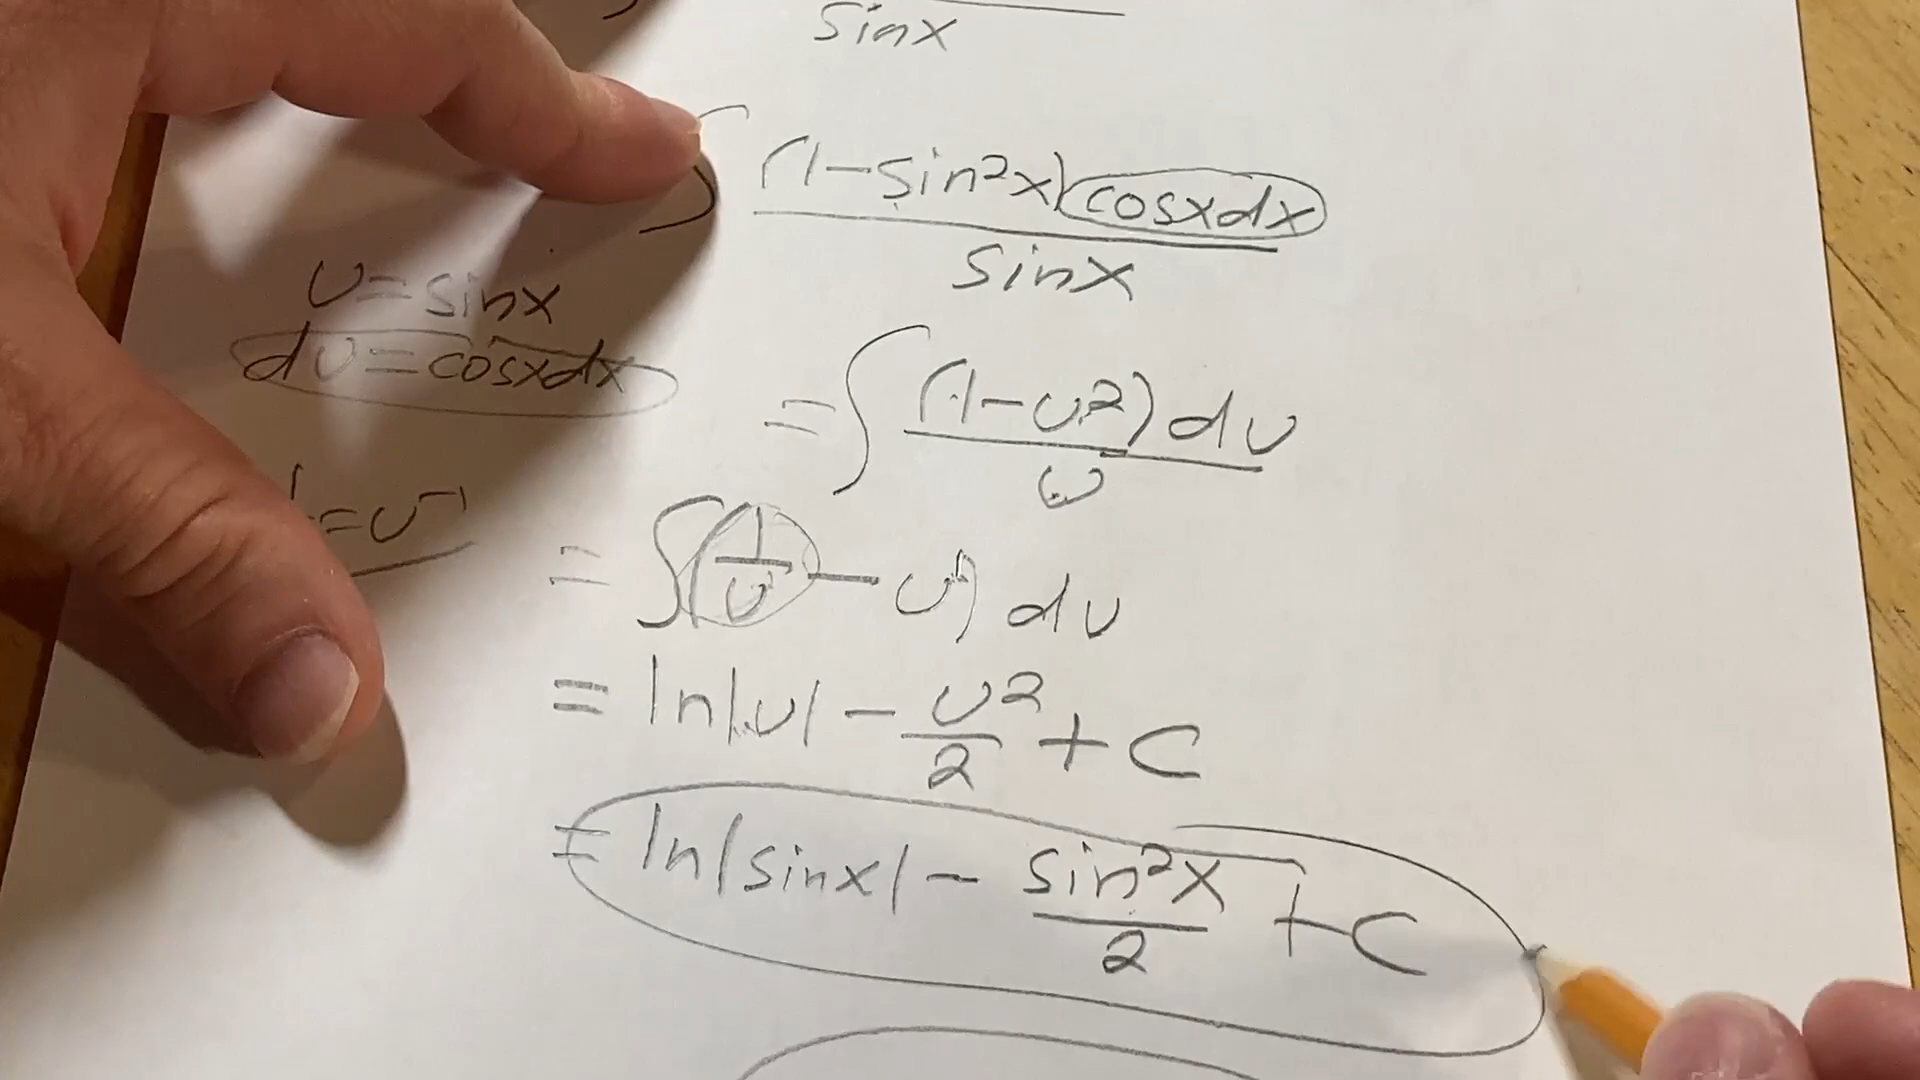 sinx
∫ (1-sin²x)cosxdx / sinx
u=sinx
du=cosxdx
= ∫ (1-u²)du / u
=u⁻¹
= ∫(1/u - u) du
= ln|u| - u²/2 + C
= ln|sinx| - sin²x/2 + C